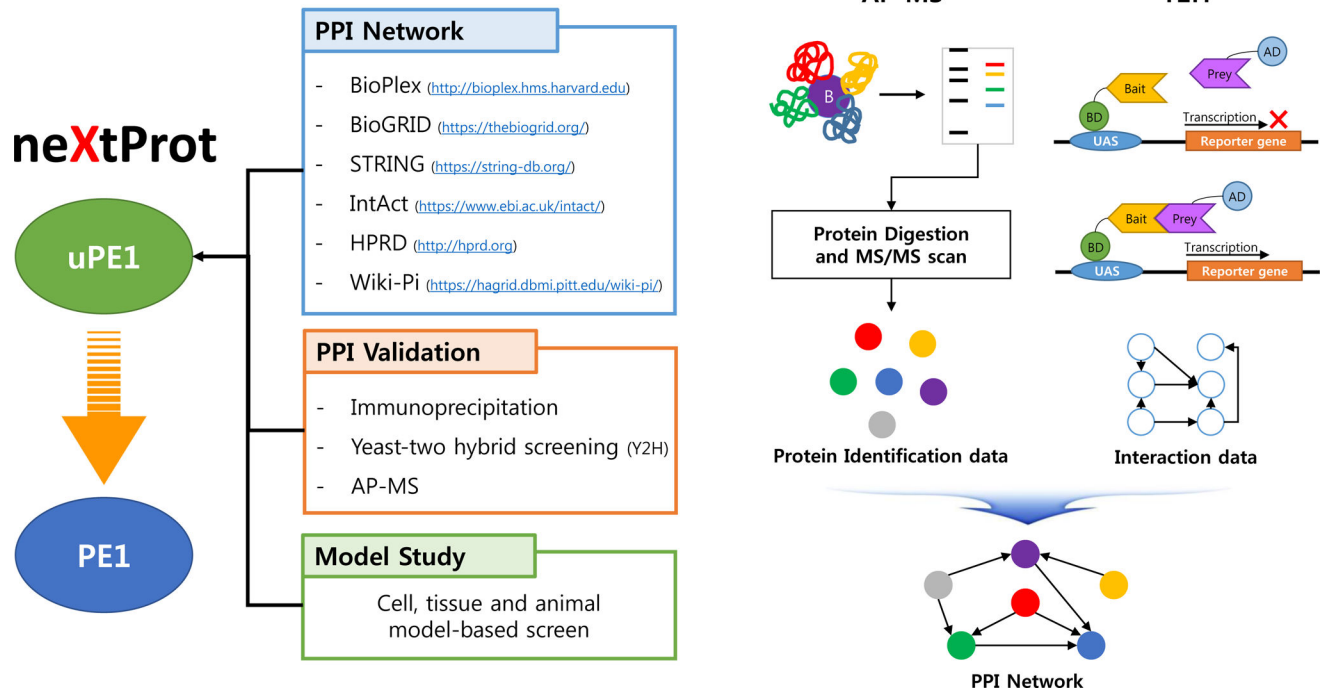 neXtProt
uPE1
PE1
PPI Network
- BioPlex (http://bioplex.hms.harvard.edu)
- BioGRID (https://thebiogrid.org/)
- STRING (https://string-db.org/)
- IntAct (https://www.ebi.ac.uk/intact/)
- HPRD (http://hprd.org)
- Wiki-Pi (https://hagrid.dbmi.pitt.edu/wiki-pi/)
PPI Validation
- Immunoprecipitation
- Yeast-two hybrid screening (Y2H)
- AP-MS
Model Study
Cell, tissue and animal
model-based screen
AP-MS
B
Protein Digestion
and MS/MS scan
Protein Identification data
Y2H
AD
Prey
Bait
BD
Transcription
UAS
Reporter gene
AD
Bait
Prey
BD
Transcription
UAS
Reporter gene
Interaction data
PPI Network